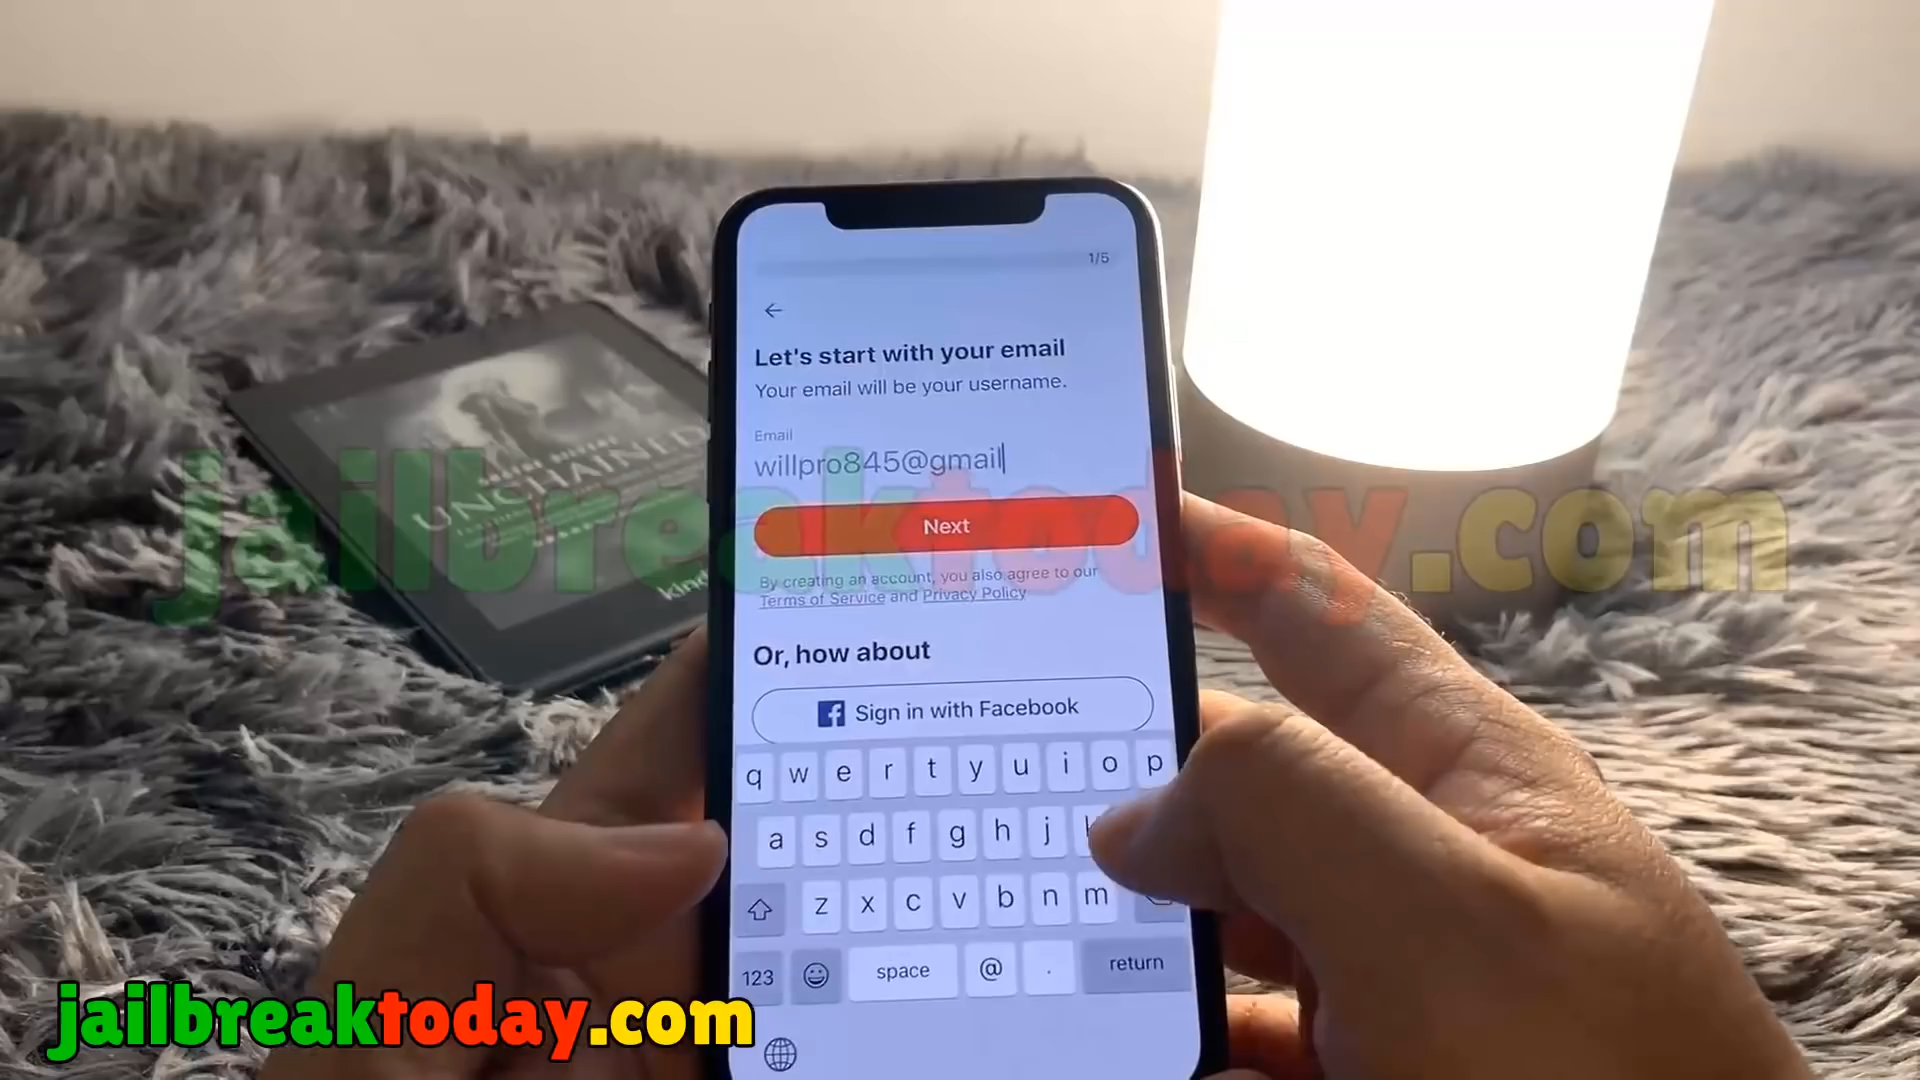 1/5
←
Let's start with your email
Your email will be your username.
Email
willpro845@gmail
Next
By creating an account, you also agree to our
Terms of Service and Privacy Policy
Or, how about
Sign in with Facebook
q w e r t y u i o p
a s d f g h j
z x c v b n m
123 space @ . return
UNCHAINED
kind
jailbreaktoday.com
jailbreaktoday.com